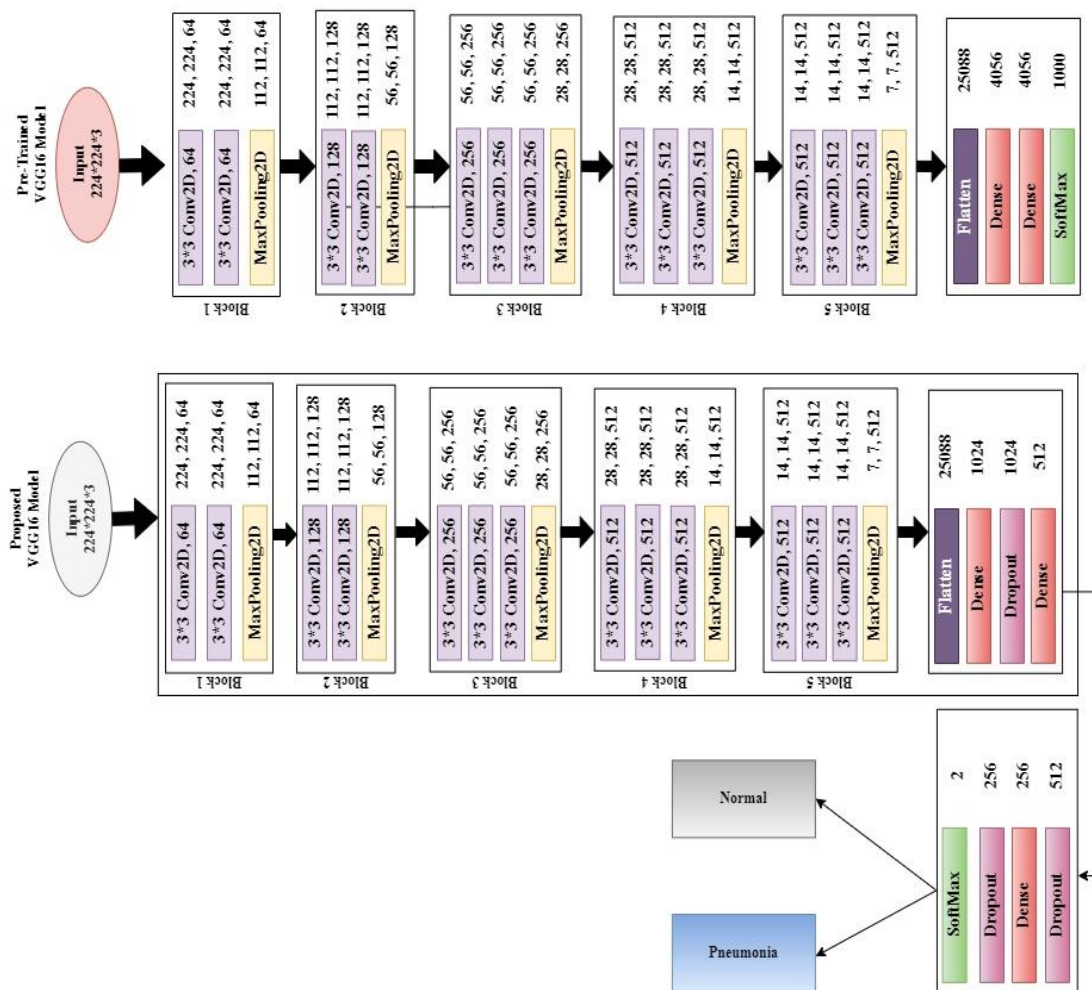 Pre-Trained
VGG16 Model
Input
224*224*3
3*3 Conv2D, 64
224, 224, 64
3*3 Conv2D, 64
224, 224, 64
MaxPooling2D
112, 112, 64
Block 1
3*3 Conv2D, 128
112, 112, 128
3*3 Conv2D, 128
112, 112, 128
MaxPooling2D
56, 56, 128
Block 2
3*3 Conv2D, 256
56, 56, 256
3*3 Conv2D, 256
56, 56, 256
3*3 Conv2D, 256
56, 56, 256
MaxPooling2D
28, 28, 256
Block 3
3*3 Conv2D, 512
28, 28, 512
3*3 Conv2D, 512
28, 28, 512
3*3 Conv2D, 512
28, 28, 512
MaxPooling2D
14, 14, 512
Block 4
3*3 Conv2D, 512
14, 14, 512
3*3 Conv2D, 512
14, 14, 512
3*3 Conv2D, 512
14, 14, 512
MaxPooling2D
7, 7, 512
Block 5
Flatten
25088
Dense
4056
Dense
4056
SoftMax
1000
Proposed
VGG16 Model
Input
224*224*3
3*3 Conv2D, 64
224, 224, 64
3*3 Conv2D, 64
224, 224, 64
MaxPooling2D
112, 112, 64
Block 1
3*3 Conv2D, 128
112, 112, 128
3*3 Conv2D, 128
112, 112, 128
MaxPooling2D
56, 56, 128
Block 2
3*3 Conv2D, 256
56, 56, 256
3*3 Conv2D, 256
56, 56, 256
3*3 Conv2D, 256
56, 56, 256
MaxPooling2D
28, 28, 256
Block 3
3*3 Conv2D, 512
28, 28, 512
3*3 Conv2D, 512
28, 28, 512
3*3 Conv2D, 512
28, 28, 512
MaxPooling2D
14, 14, 512
Block 4
3*3 Conv2D, 512
14, 14, 512
3*3 Conv2D, 512
14, 14, 512
3*3 Conv2D, 512
14, 14, 512
MaxPooling2D
7, 7, 512
Block 5
Flatten
25088
Dense
1024
Dropout
1024
Dense
512
SoftMax
2
Dropout
256
Dense
256
Dropout
512
Normal
Pneumonia